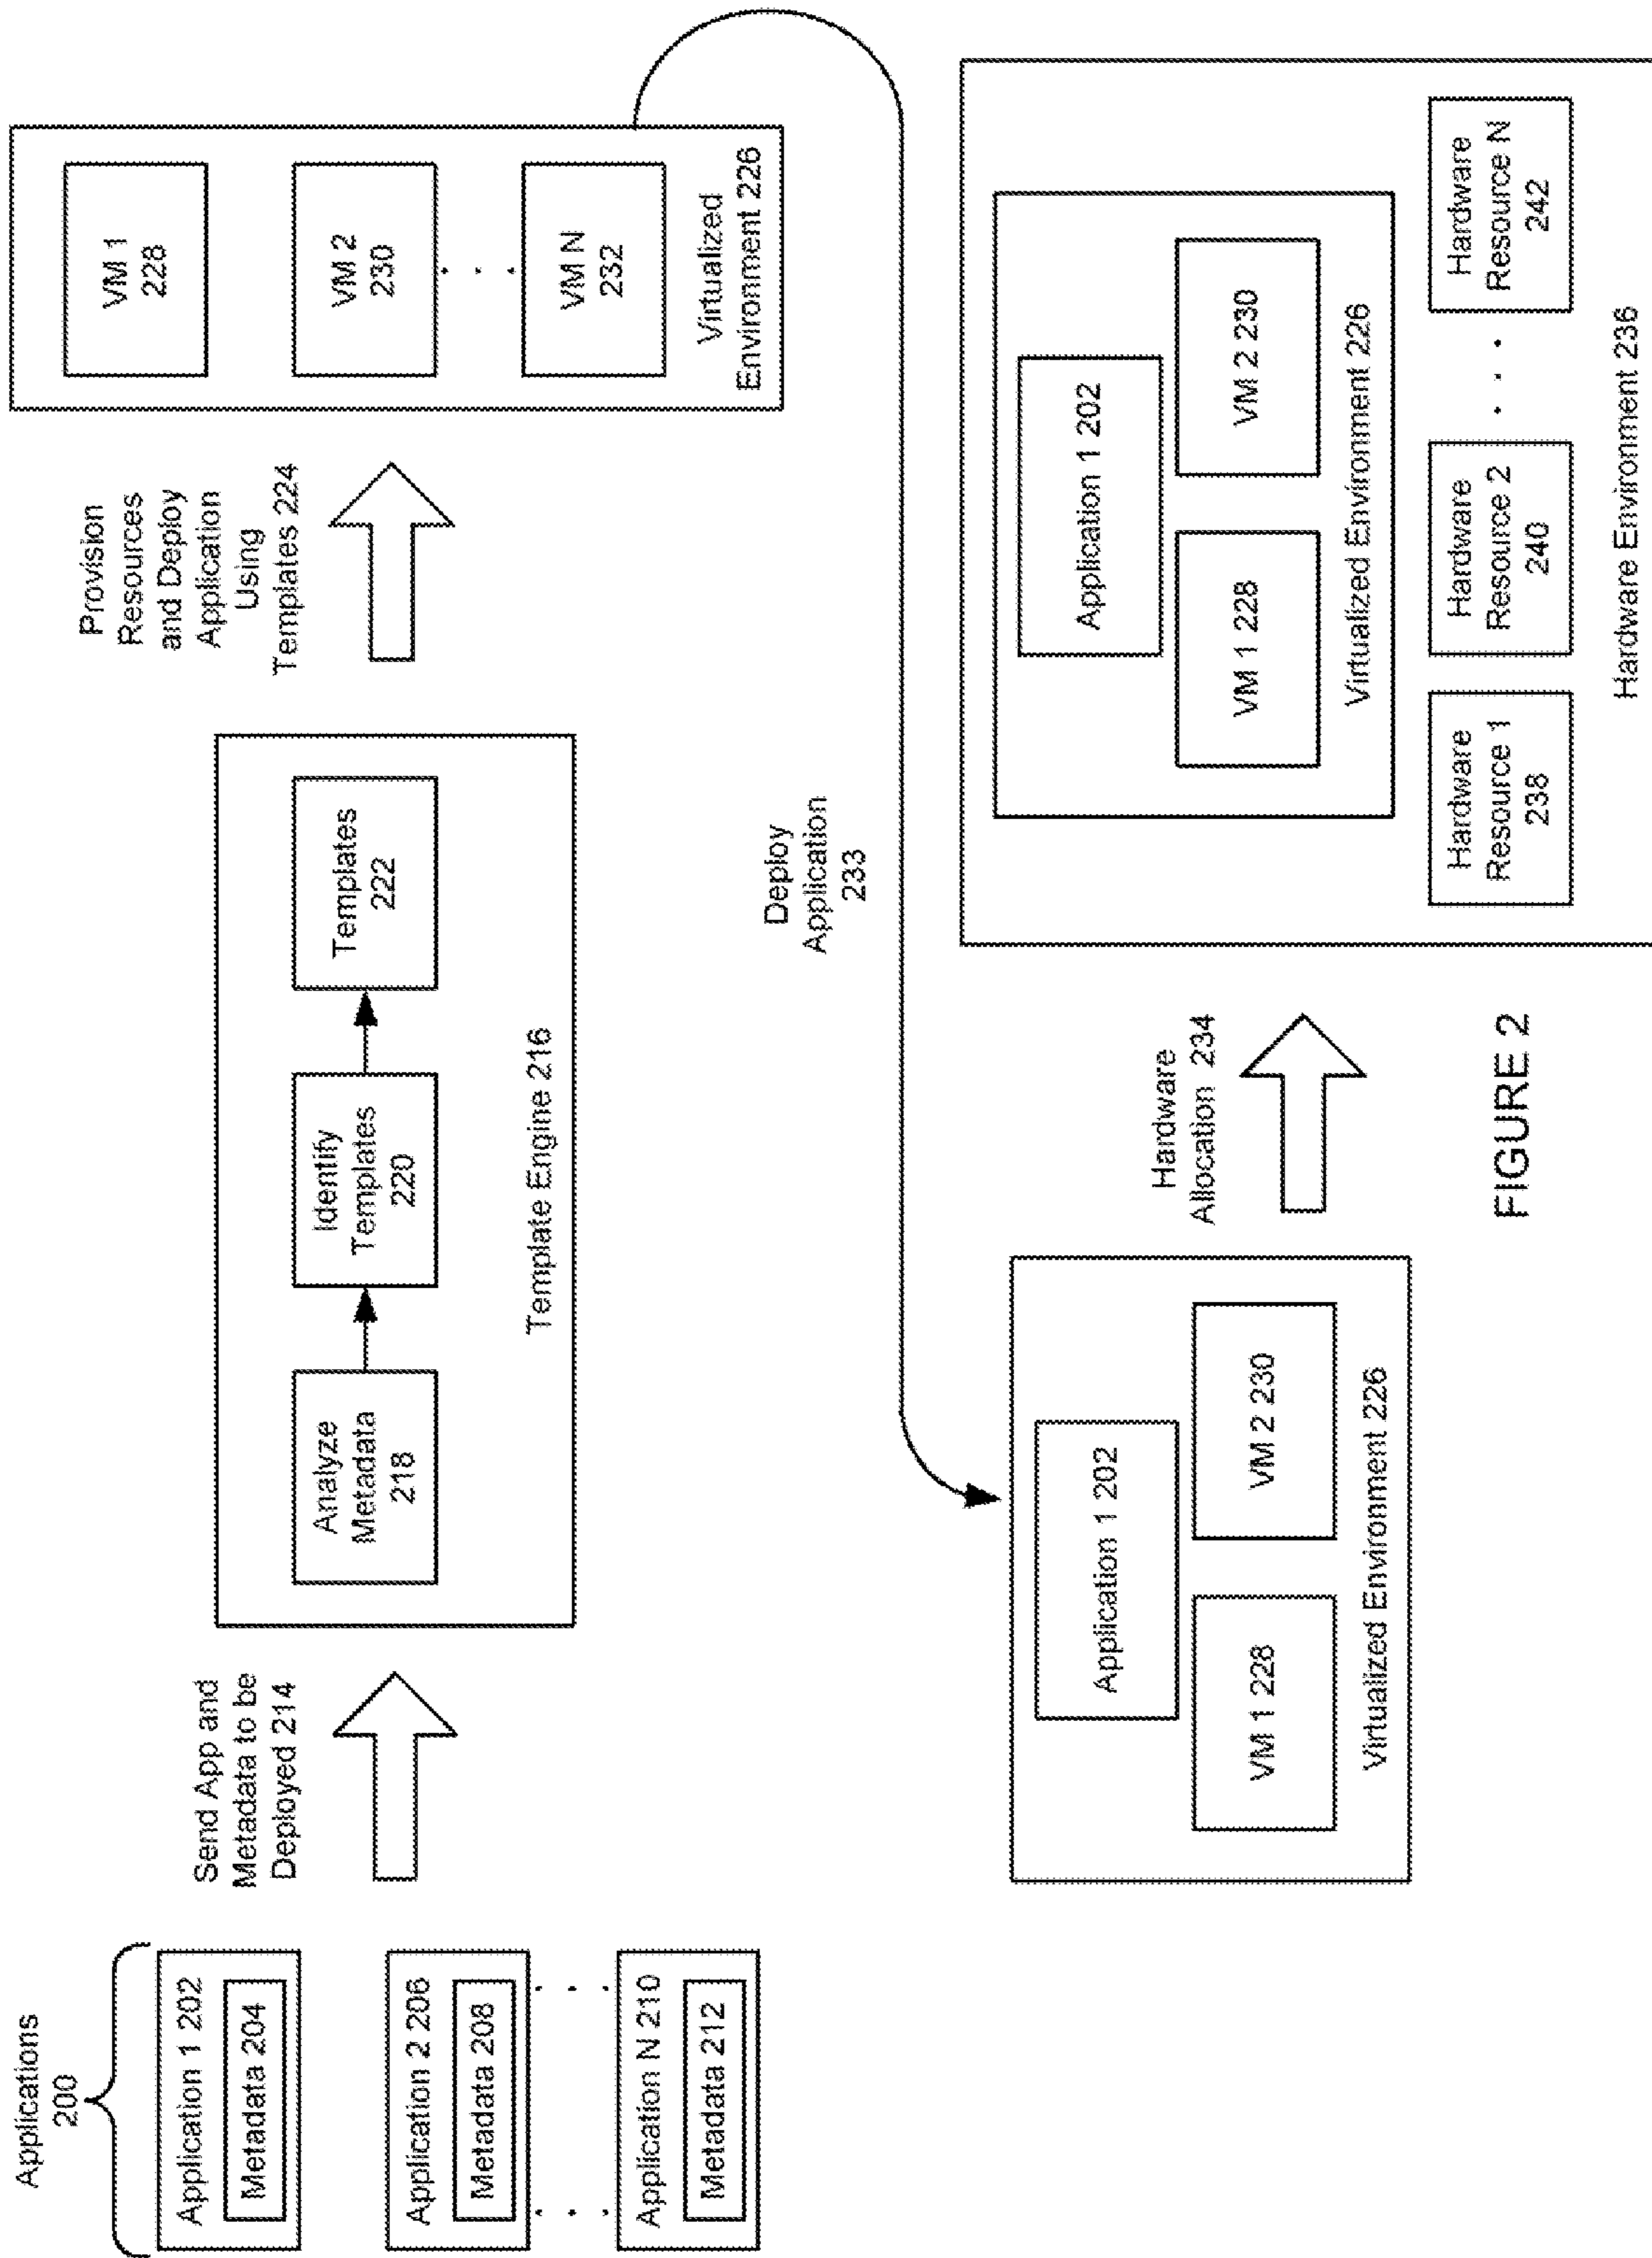 Applications
200
Application 1 202
Metadata 204
Application 2 206
Metadata 208
. . .
. . .
Application N 210
Metadata 212
Send App and
Metadata to be
Deployed 214
Analyze
Metadata
218
Identify
Templates
220
Templates
222
Template Engine 216
Provision
Resources
and Deploy
Application
Using
Templates 224
VM 1
228
VM 2
230
. . .
VM N
232
Virtualized
Environment 226
Deploy
Application
233
Application 1 202
VM 1 228
VM 2 230
Virtualized Environment 226
Hardware
Allocation 234
Application 1 202
VM 1 228
VM 2 230
Virtualized Environment 226
Hardware
Resource 1
238
Hardware
Resource 2
240
. . .
Hardware
Resource N
242
Hardware Environment 236
FIGURE 2